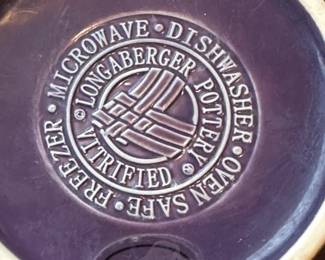 MICROWAVE · DISHWASHER · OVEN SAFE · FREEZER ·
LONGABERGER POTTERY
VITRIFIED